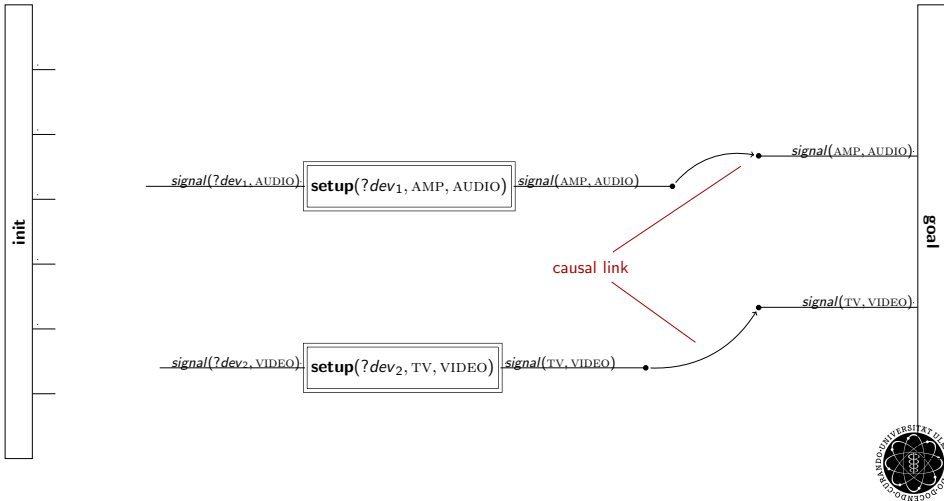 init
signal(?dev₁, AUDIO)
setup(?dev₁, AMP, AUDIO)
signal(AMP, AUDIO)
signal(AMP, AUDIO)
goal
causal link
signal(TV, VIDEO)
signal(?dev₂, VIDEO)
setup(?dev₂, TV, VIDEO)
signal(TV, VIDEO)